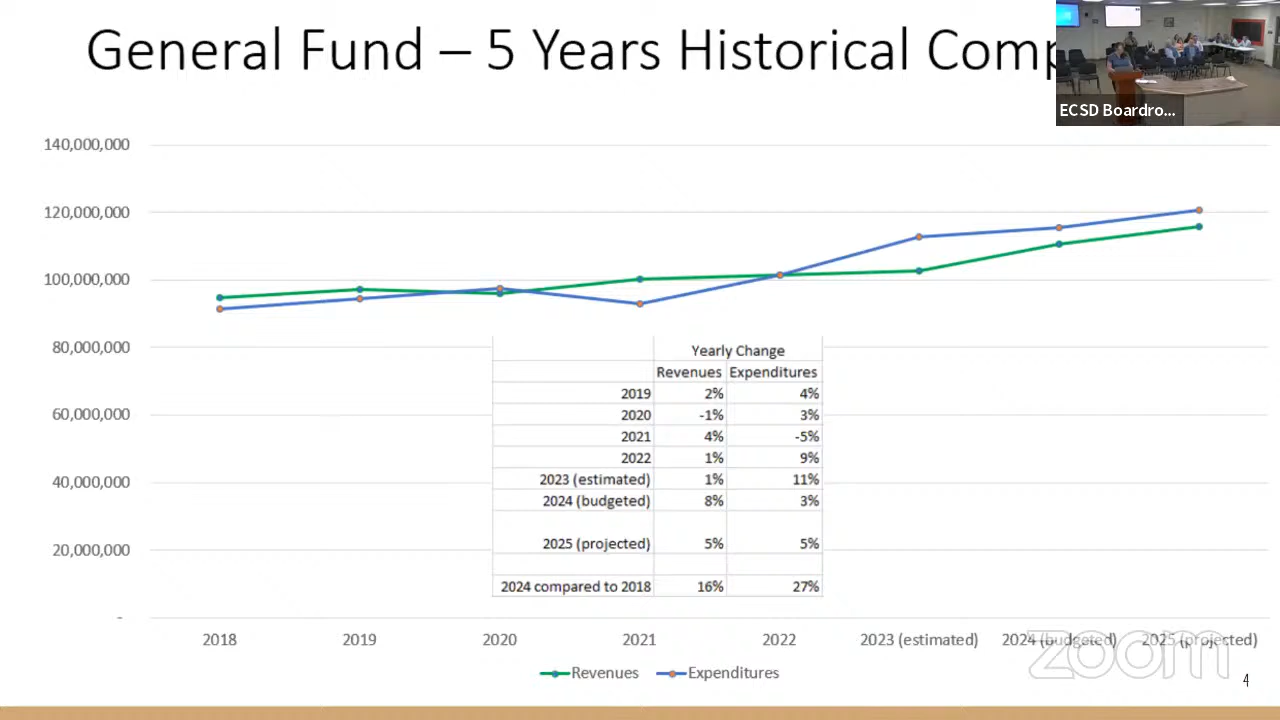 General Fund – 5 Years Historical Comp
ECSD Boardro...
140,000,000
120,000,000
100,000,000
80,000,000
60,000,000
40,000,000
20,000,000
-
Yearly Change
Revenues Expenditures
2019 2% 4%
2020 -1% 3%
2021 4% -5%
2022 1% 9%
2023 (estimated) 1% 11%
2024 (budgeted) 8% 3%
2025 (projected) 5% 5%
2024 compared to 2018 16% 27%
2018 2019 2020 2021 2022 2023 (estimated) 2024 (budgeted) 2025 (projected)
Revenues Expenditures
zoom
4